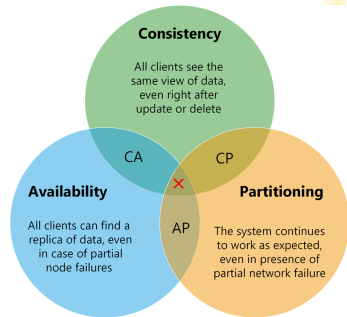 Consistency
All clients see the
same view of data,
even right after
update or delete
CA
CP
Availability
All clients can find a
replica of data, even
in case of partial
node failures
AP
Partitioning
The system continues
to work as expected,
even in presence of
partial network failure